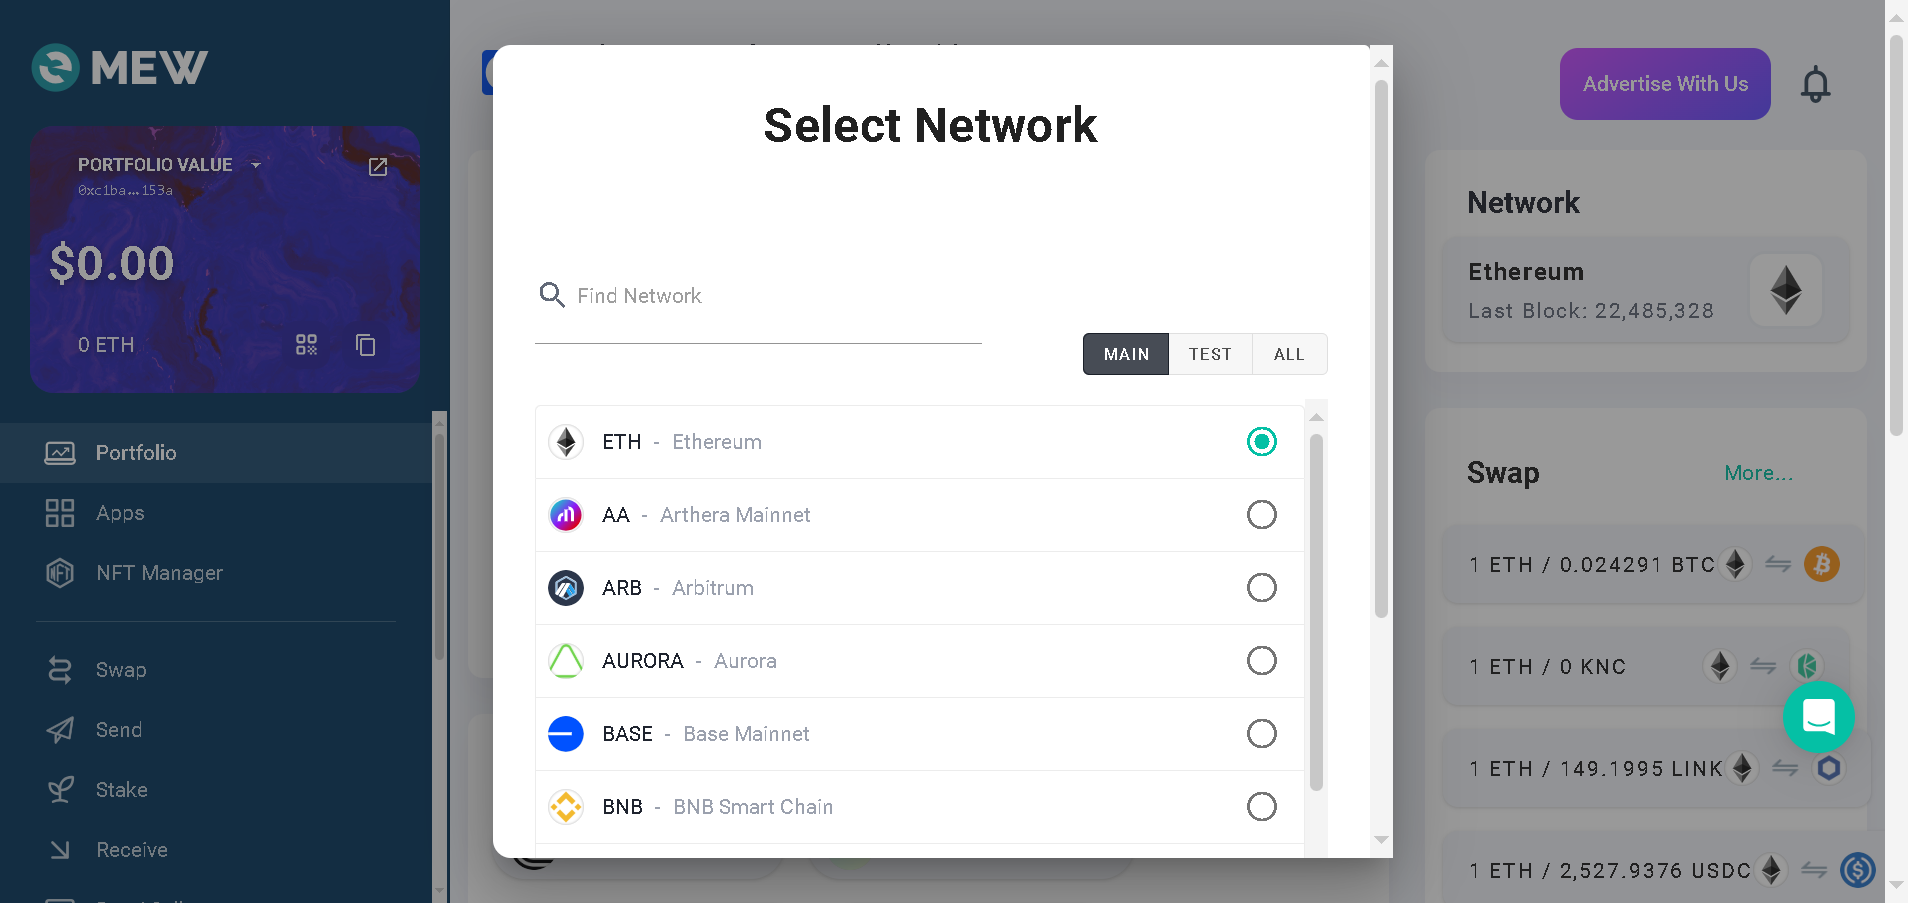 MEW
PORTFOLIO VALUE
0xc1ba...153a
$0.00
0 ETH
Portfolio
Apps
NFT Manager
Swap
Send
Stake
Receive
Select Network
Find Network
MAIN TEST ALL
ETH - Ethereum
AA - Arthera Mainnet
ARB - Arbitrum
AURORA - Aurora
BASE - Base Mainnet
BNB - BNB Smart Chain
Advertise With Us
Network
Ethereum
Last Block: 22,485,328
Swap More...
1 ETH / 0.024291 BTC
1 ETH / 0 KNC
1 ETH / 149.1995 LINK
1 ETH / 2,527.9376 USDC